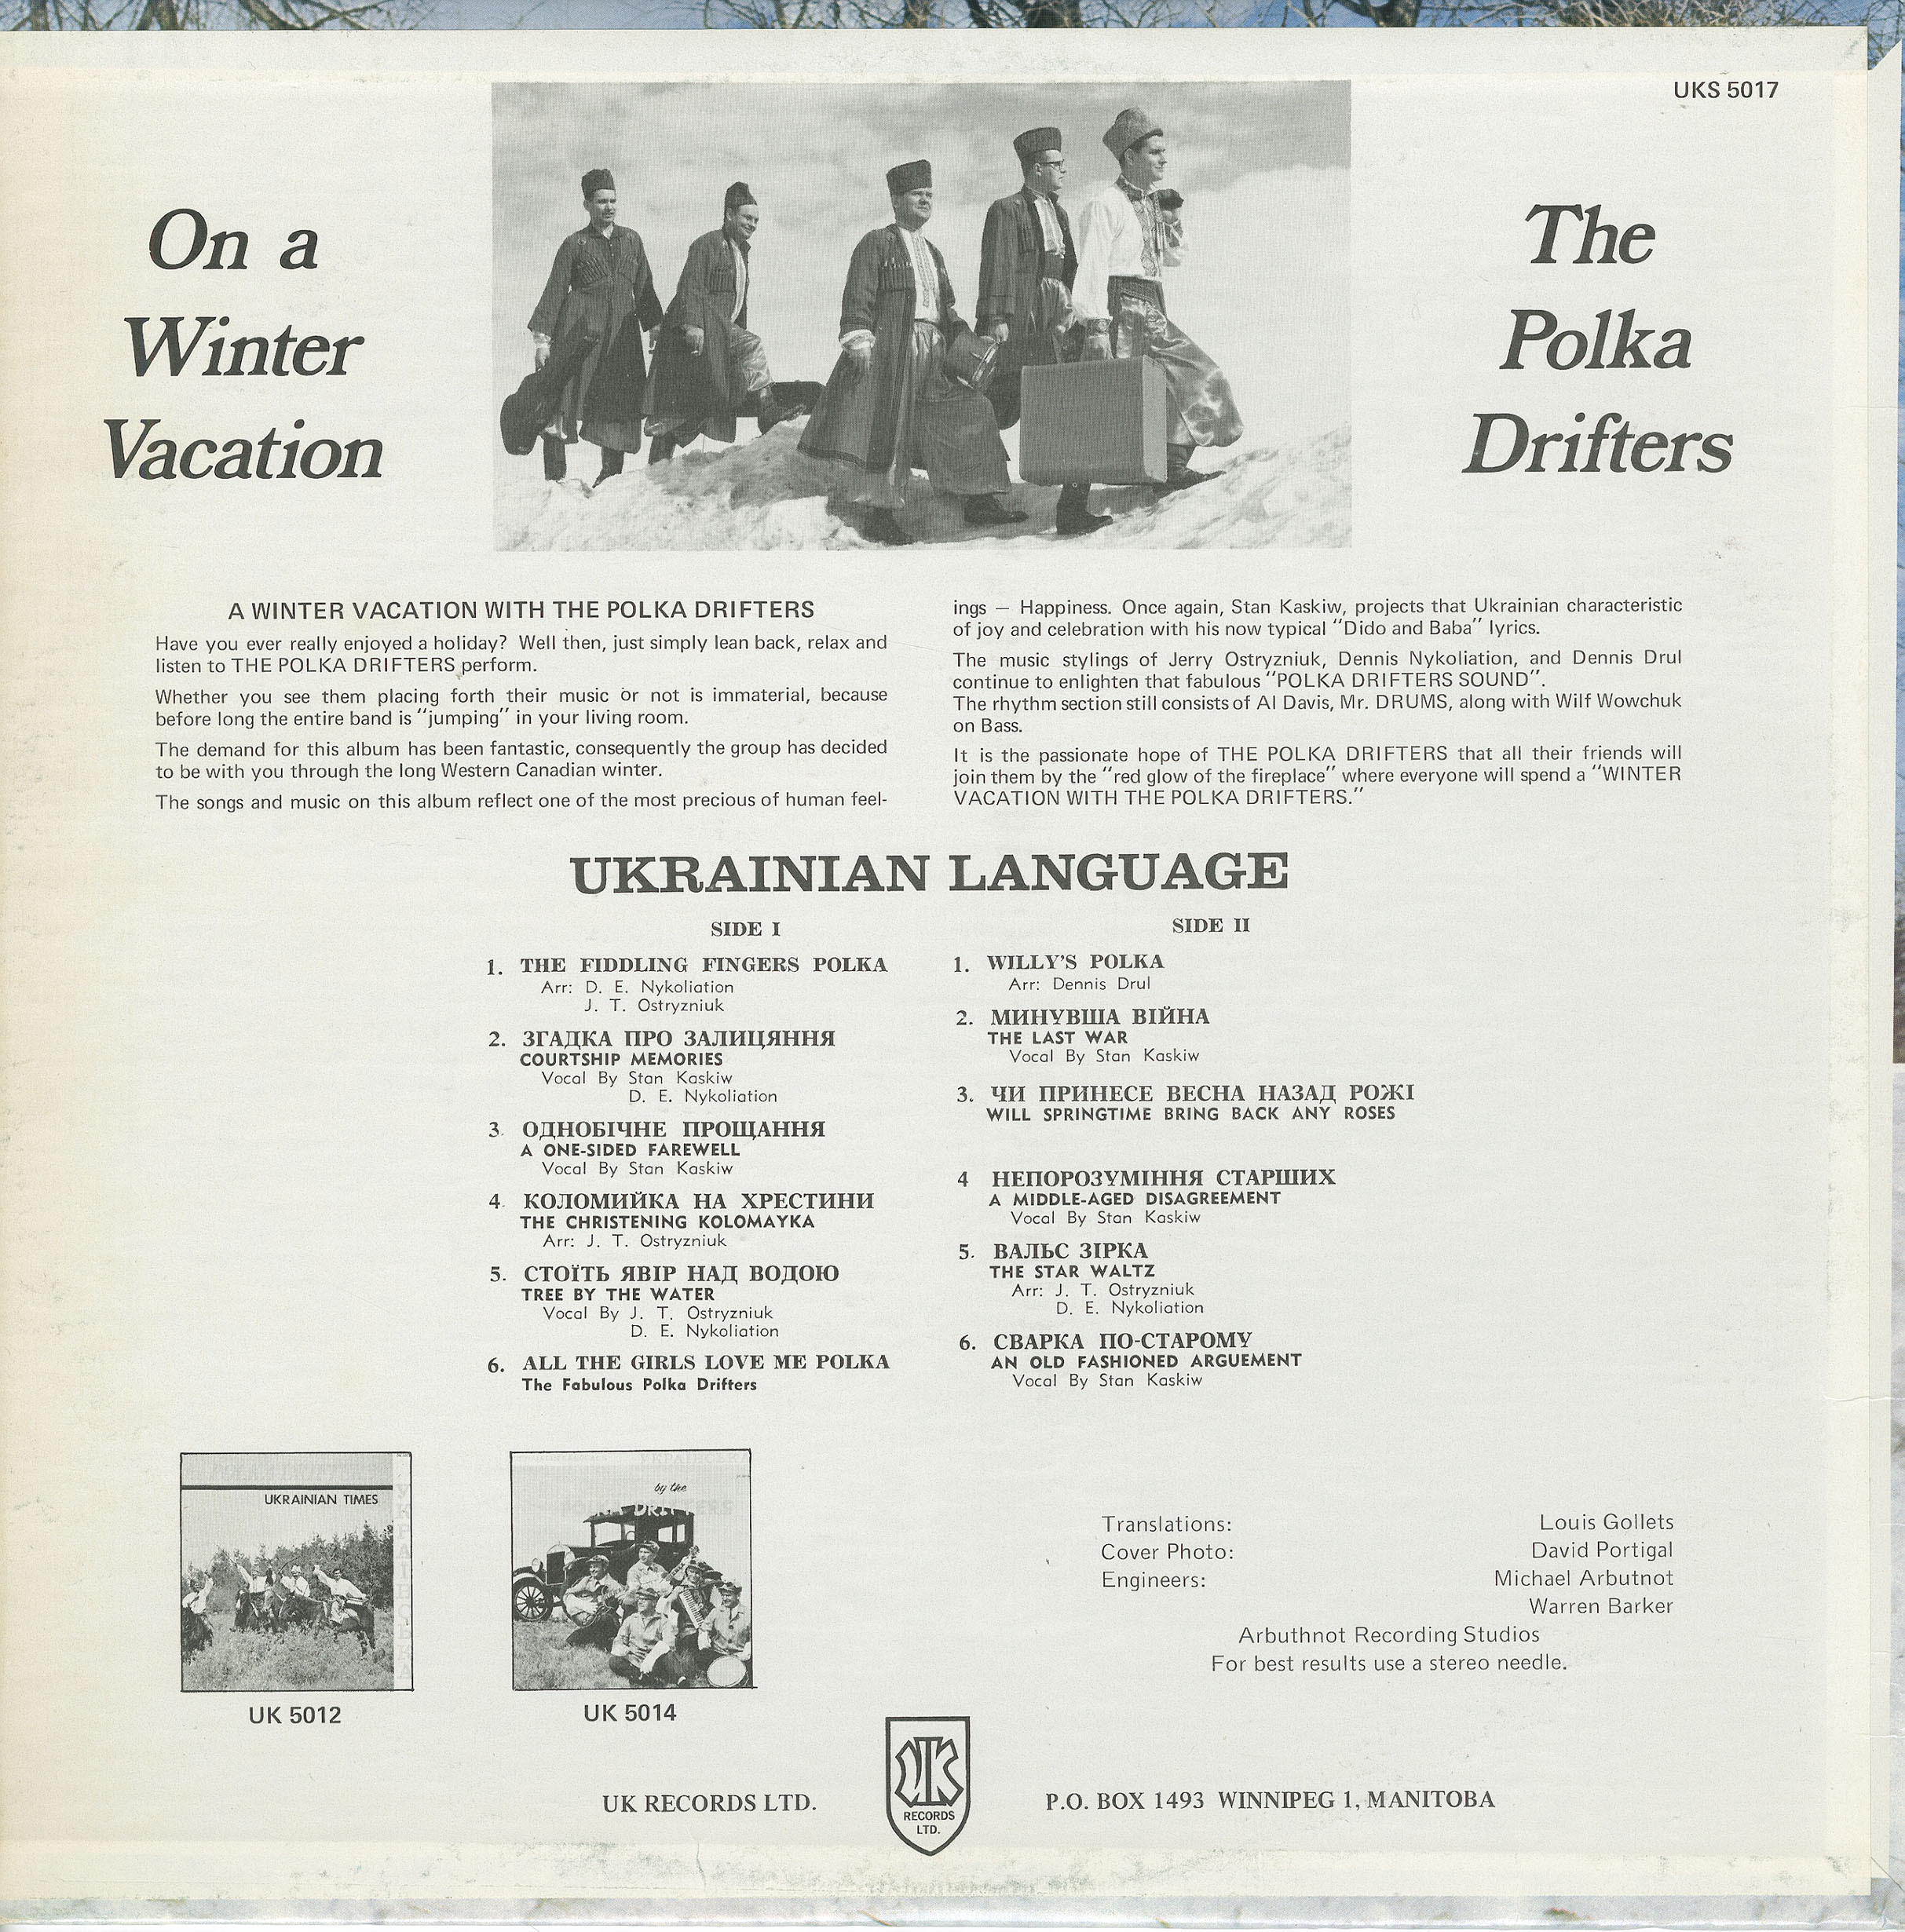 UKS 5017
On a
Winter
Vacation
The
Polka
Drifters
A WINTER VACATION WITH THE POLKA DRIFTERS
Have you ever really enjoyed a holiday? Well then, just simply lean back, relax and
listen to THE POLKA DRIFTERS perform.
Whether you see them placing forth their music or not is immaterial, because
before long the entire band is "jumping" in your living room.
The demand for this album has been fantastic, consequently the group has decided
to be with you through the long Western Canadian winter.
The songs and music on this album reflect one of the most precious of human feel-
ings — Happiness. Once again, Stan Kaskiw, projects that Ukrainian characteristic
of joy and celebration with his now typical "Dido and Baba" lyrics.
The music stylings of Jerry Ostryzniuk, Dennis Nykoliation, and Dennis Drul
continue to enlighten that fabulous "POLKA DRIFTERS SOUND".
The rhythm section still consists of Al Davis, Mr. DRUMS, along with Wilf Wowchuk
on Bass.
It is the passionate hope of THE POLKA DRIFTERS that all their friends will
join them by the "red glow of the fireplace" where everyone will spend a "WINTER
VACATION WITH THE POLKA DRIFTERS."
UKRAINIAN LANGUAGE
SIDE I
1. THE FIDDLING FINGERS POLKA
Arr: D. E. Nykoliation
J. T. Ostryzniuk
2. ЗГАДКА ПРО ЗАЛИЦЯННЯ
COURTSHIP MEMORIES
Vocal By Stan Kaskiw
D. E. Nykoliation
3. ОДНОБІЧНЕ ПРОЩАННЯ
A ONE-SIDED FAREWELL
Vocal By Stan Kaskiw
4. КОЛОМИЙКА НА ХРЕСТИНИ
THE CHRISTENING KOLOMAYKA
Arr: J. T. Ostryzniuk
5. СТОЇТЬ ЯВІР НАД ВОДОЮ
TREE BY THE WATER
Vocal By J. T. Ostryzniuk
D. E. Nykoliation
6. ALL THE GIRLS LOVE ME POLKA
The Fabulous Polka Drifters
SIDE II
1. WILLY'S POLKA
Arr: Dennis Drul
2. МИНУВША ВІЙНА
THE LAST WAR
Vocal By Stan Kaskiw
3. ЧИ ПРИНЕСЕ ВЕСНА НАЗАД РОЖІ
WILL SPRINGTIME BRING BACK ANY ROSES
4 НЕПОРОЗУМІННЯ СТАРШИХ
A MIDDLE-AGED DISAGREEMENT
Vocal By Stan Kaskiw
5. ВАЛЬС ЗІРКА
THE STAR WALTZ
Arr: J. T. Ostryzniuk
D. E. Nykoliation
6. СВАРКА ПО-СТАРОМУ
AN OLD FASHIONED ARGUEMENT
Vocal By Stan Kaskiw
UKRAINIAN TIMES
UK 5012
by the
DRIFTERS
UK 5014
Translations: Louis Gollets
Cover Photo: David Portigal
Engineers: Michael Arbutnot
Warren Barker
Arbuthnot Recording Studios
For best results use a stereo needle.
UK RECORDS LTD.
UK
RECORDS
LTD.
P.O. BOX 1493 WINNIPEG 1, MANITOBA